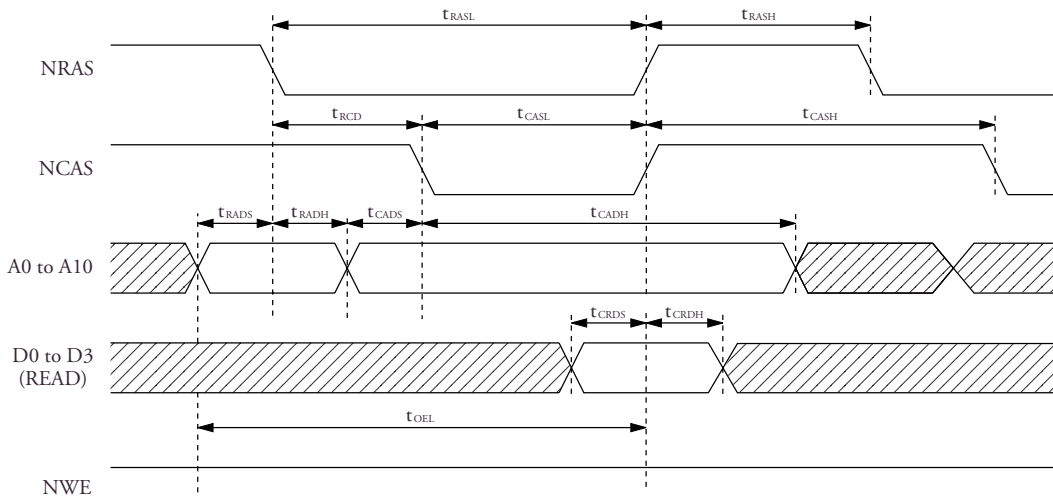 tRASL tRASH
NRAS
tRCD tCASL tCASH
NCAS
tRADS tRADH tCADS tCADH
A0 to A10
tCRDS tCRDH
D0 to D3
(READ)
tOEL
NWE